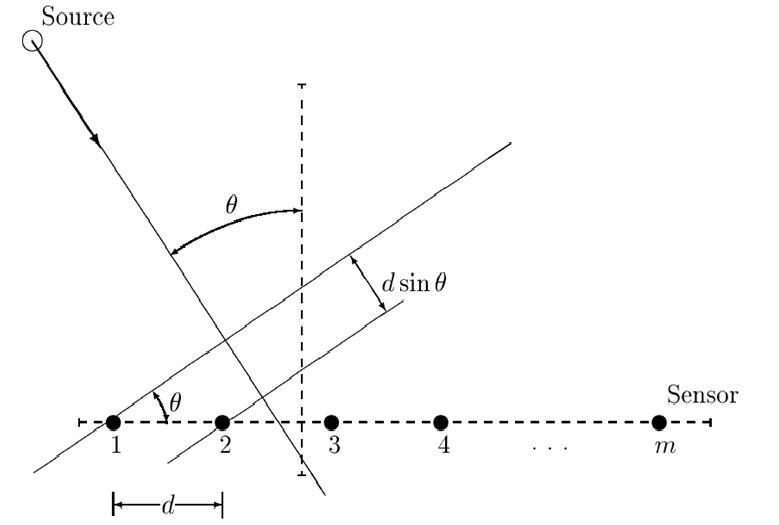 Source
θ
d sin θ
θ
Sensor
1 2 3 4 . . . m
d